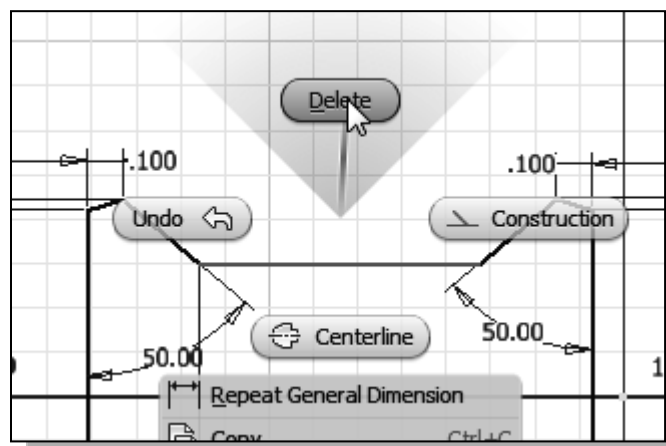 Delete
.100 .100
Undo Construction
Centerline 50.00
50.00
Repeat General Dimension
Copy Ctrl+C